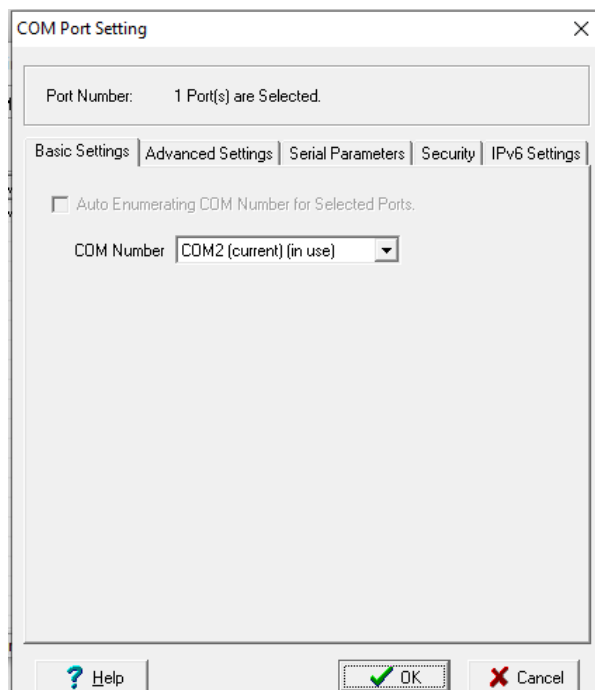 COM Port Setting
Port Number: 1 Port(s) are Selected.
Basic Settings Advanced Settings Serial Parameters Security IPv6 Settings
Auto Enumerating COM Number for Selected Ports.
COM Number COM2 (current) (in use)
? Help OK Cancel